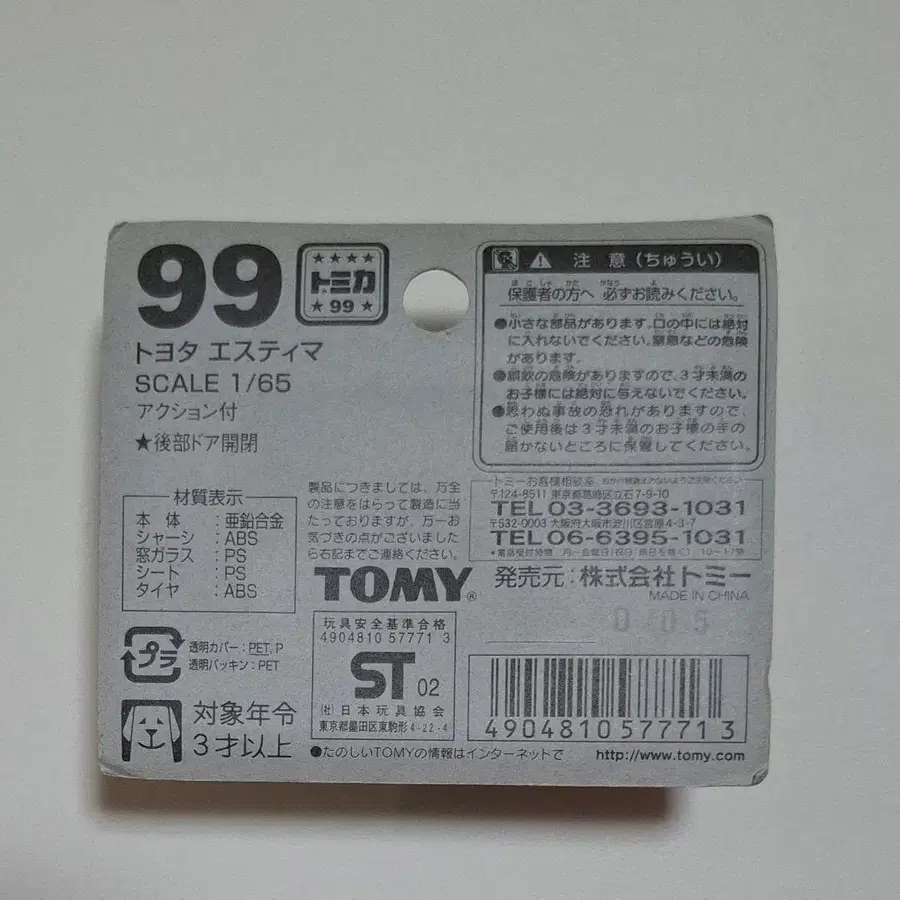 99
トミカ
99
トヨタ エスティマ
SCALE 1/65
アクション付
★後部ドア開閉
注 意 (ちゅうい)
保護者の方へ 必ずお読みください。
●小さな部品があります。口の中には絶対
に入れないでください。窒息などの危険
があります。
●誤飲の危険がありますので、3才未満の
お子様には絶対に与えないでください。
●思わぬ事故の恐れがありますので、
ご使用後は3才未満のお子様の手の
届かないところに保管してください。
材質表示
本 体 : 亜鉛合金
シャーシ : ABS
窓ガラス : PS
シート : PS
タイヤ : ABS
製品につきましては、万全
の注意をはらって製造に当
たっておりますが、万一お
気づきの点がございました
ら右記までご連絡ください。
トミーお客様相談室
〒124-8511 東京都葛飾区立石7-9-10
TEL 03-3693-1031
〒532-0003 大阪府大阪市淀川区宮原4-3-7
TEL 06-6395-1031
TOMY®
発売元:株式会社トミー
MADE IN CHINA
プラ
透明カバー:PET, P
透明パッキン:PET
対象年令
3才以上
玩具安全基準合格
4904810 57771 3
ST 02
(社)日本玩具協会
東京都墨田区東駒形4-22-4
4904810577713
●たのしいTOMYの情報はインターネットで http://www.tomy.com